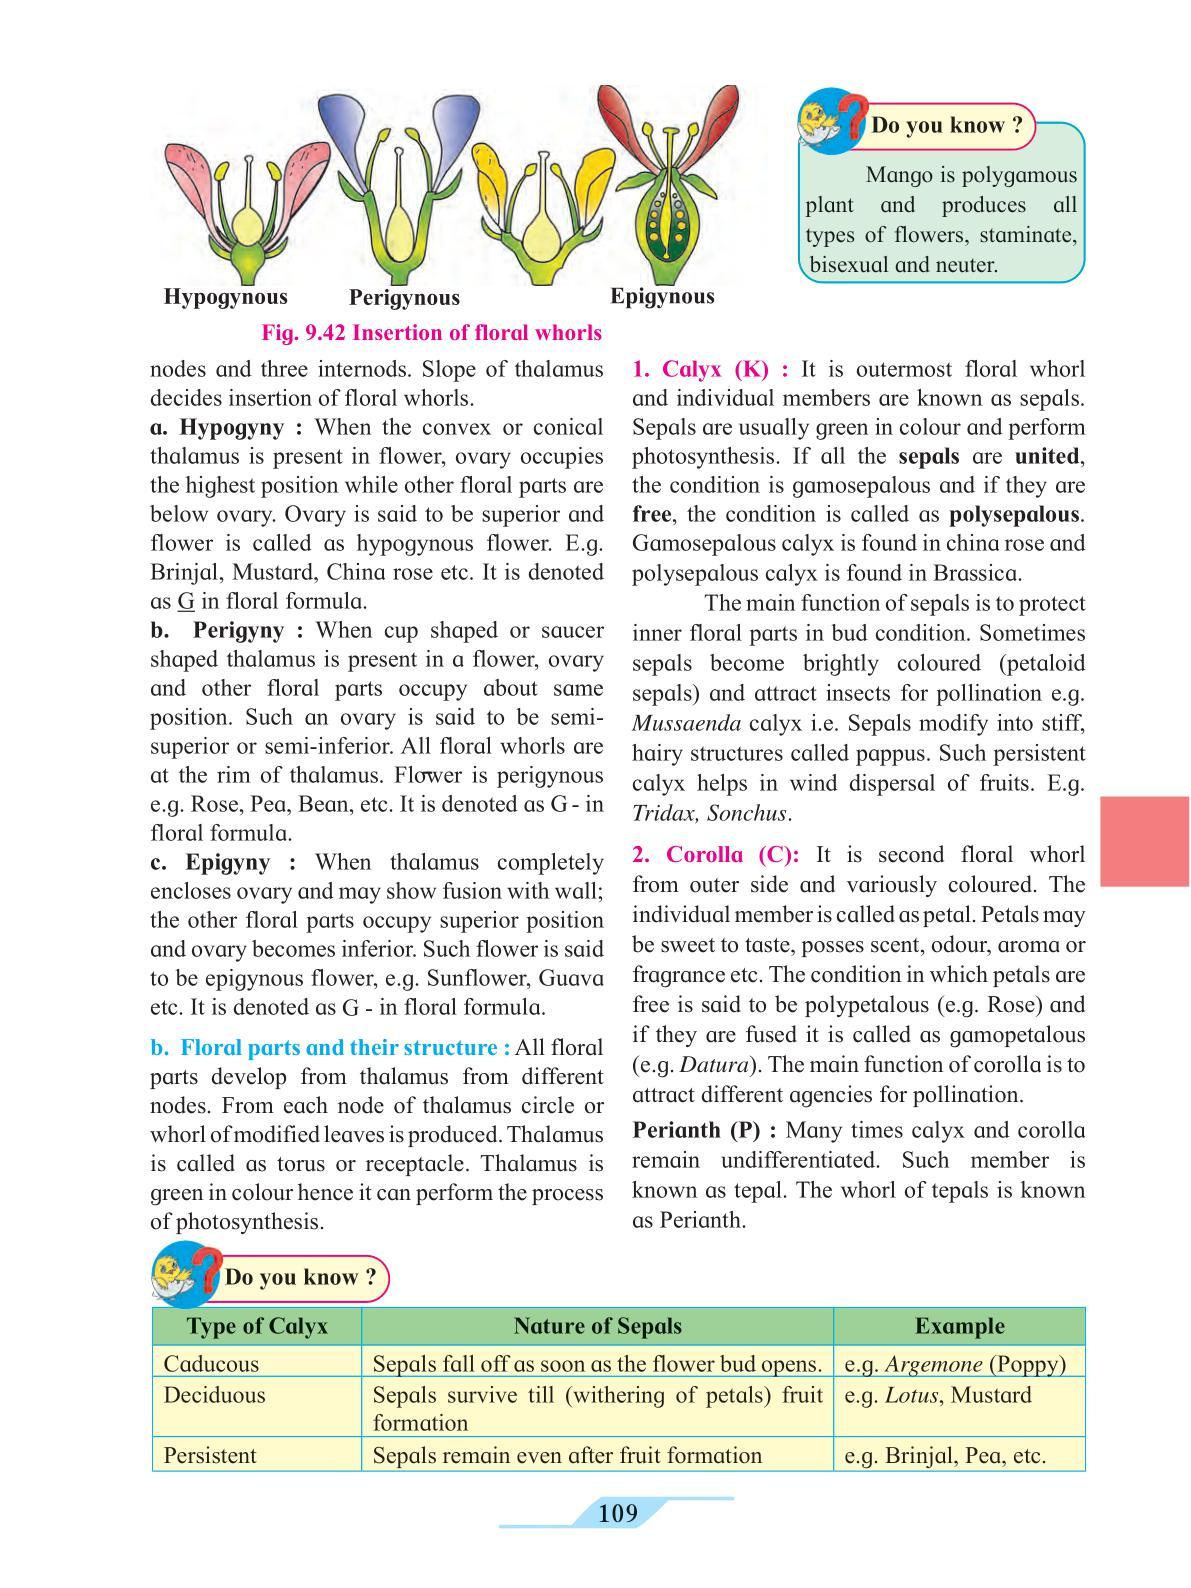 Do you know ?
Mango is polygamous
plant and produces all
types of flowers, staminate,
bisexual and neuter.
Hypogynous
Perigynous
Epigynous
Fig. 9.42 Insertion of floral whorls
nodes and three internods. Slope of thalamus
decides insertion of floral whorls.
a. Hypogyny : When the convex or conical
thalamus is present in flower, ovary occupies
the highest position while other floral parts are
below ovary. Ovary is said to be superior and
flower is called as hypogynous flower. E.g.
Brinjal, Mustard, China rose etc. It is denoted
as G in floral formula.
b. Perigyny : When cup shaped or saucer
shaped thalamus is present in a flower, ovary
and other floral parts occupy about same
position. Such an ovary is said to be semi-
superior or semi-inferior. All floral whorls are
at the rim of thalamus. Flower is perigynous
e.g. Rose, Pea, Bean, etc. It is denoted as G - in
floral formula.
c. Epigyny : When thalamus completely
encloses ovary and may show fusion with wall;
the other floral parts occupy superior position
and ovary becomes inferior. Such flower is said
to be epigynous flower, e.g. Sunflower, Guava
etc. It is denoted as G - in floral formula.
b. Floral parts and their structure : All floral
parts develop from thalamus from different
nodes. From each node of thalamus circle or
whorl of modified leaves is produced. Thalamus
is called as torus or receptacle. Thalamus is
green in colour hence it can perform the process
of photosynthesis.
1. Calyx (K) : It is outermost floral whorl
and individual members are known as sepals.
Sepals are usually green in colour and perform
photosynthesis. If all the sepals are united,
the condition is gamosepalous and if they are
free, the condition is called as polysepalous.
Gamosepalous calyx is found in china rose and
polysepalous calyx is found in Brassica.
The main function of sepals is to protect
inner floral parts in bud condition. Sometimes
sepals become brightly coloured (petaloid
sepals) and attract insects for pollination e.g.
Mussaenda calyx i.e. Sepals modify into stiff,
hairy structures called pappus. Such persistent
calyx helps in wind dispersal of fruits. E.g.
Tridax, Sonchus.
2. Corolla (C): It is second floral whorl
from outer side and variously coloured. The
individual member is called as petal. Petals may
be sweet to taste, posses scent, odour, aroma or
fragrance etc. The condition in which petals are
free is said to be polypetalous (e.g. Rose) and
if they are fused it is called as gamopetalous
(e.g. Datura). The main function of corolla is to
attract different agencies for pollination.
Perianth (P) : Many times calyx and corolla
remain undifferentiated. Such member is
known as tepal. The whorl of tepals is known
as Perianth.
Do you know ?
Type of Calyx Nature of Sepals Example
Caducous Sepals fall off as soon as the flower bud opens. e.g. Argemone (Poppy)
Deciduous Sepals survive till (withering of petals) fruit e.g. Lotus, Mustard
formation
Persistent Sepals remain even after fruit formation e.g. Brinjal, Pea, etc.
109